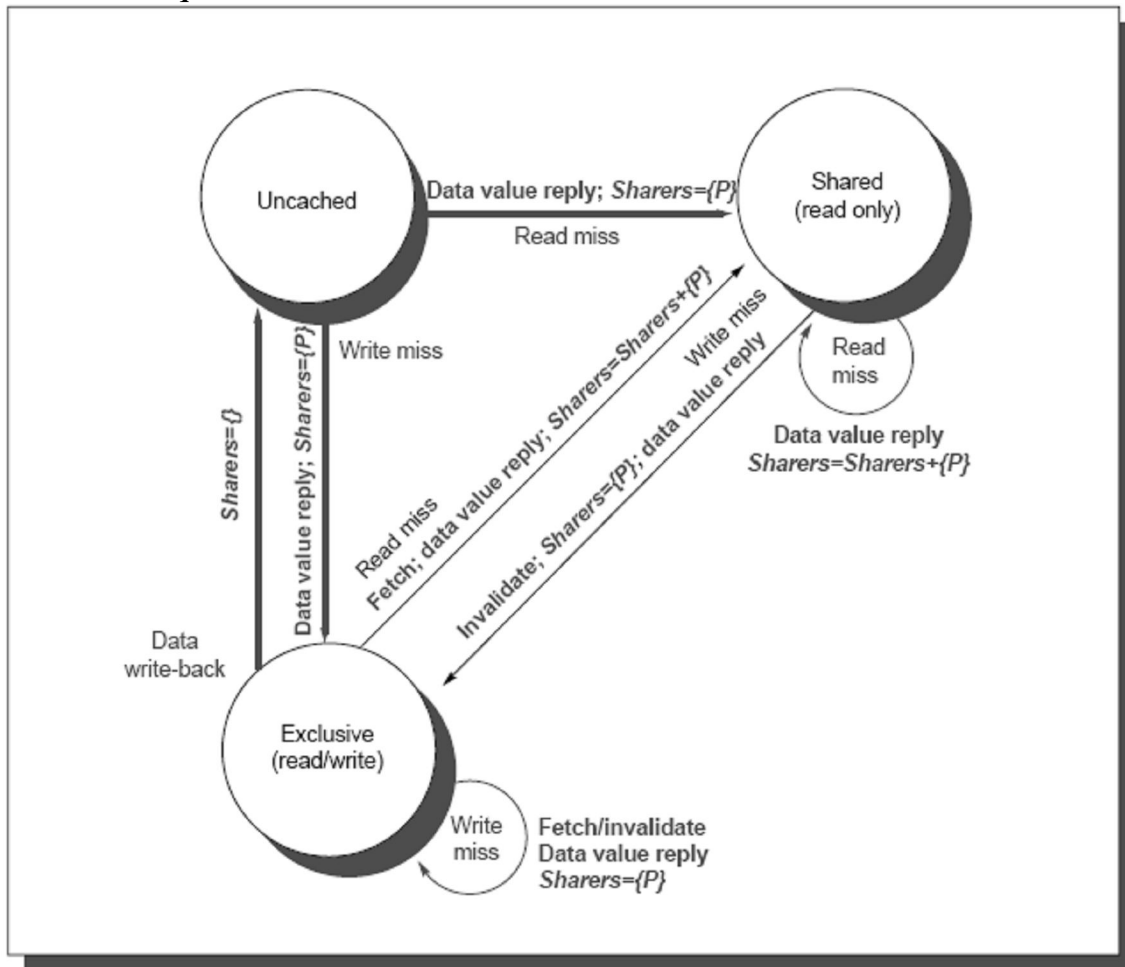 Uncached
Shared
(read only)
Data value reply; Sharers={P}
Read miss
Write miss
Data value reply; Sharers={P}
Sharers={}
Data
write-back
Read miss
Fetch; data value reply; Sharers=Sharers+{P}
Write miss
Invalidate; Sharers={P}; data value reply
Read
miss
Data value reply
Sharers=Sharers+{P}
Exclusive
(read/write)
Write
miss
Fetch/invalidate
Data value reply
Sharers={P}